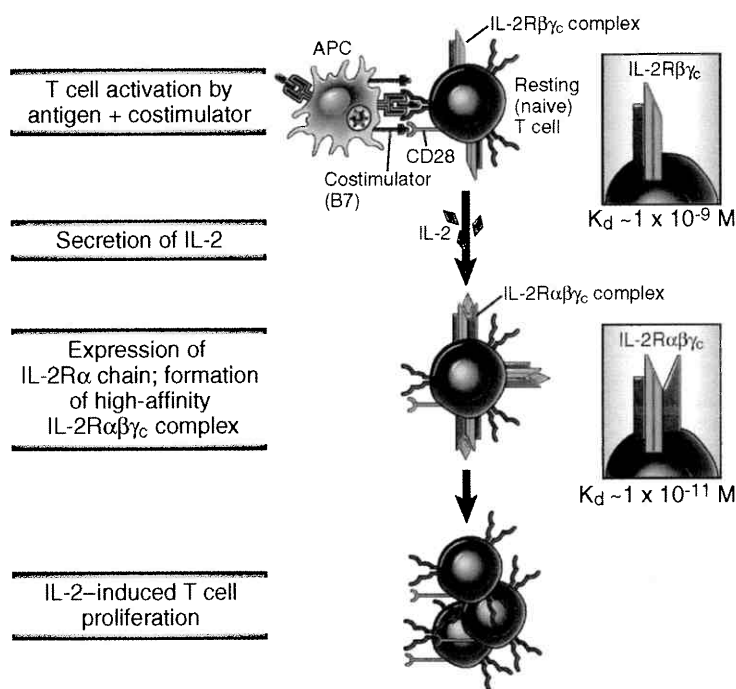 IL-2Rβγc complex
APC
T cell activation by
antigen + costimulator
Resting
(naive)
T cell
CD28
Costimulator
(B7)
IL-2Rβγc
Kd ~1 x 10-9 M
Secretion of IL-2
IL-2
IL-2Rαβγc complex
Expression of
IL-2Rα chain; formation
of high-affinity
IL-2Rαβγc complex
IL-2Rαβγc
Kd ~1 x 10-11 M
IL-2–induced T cell
proliferation